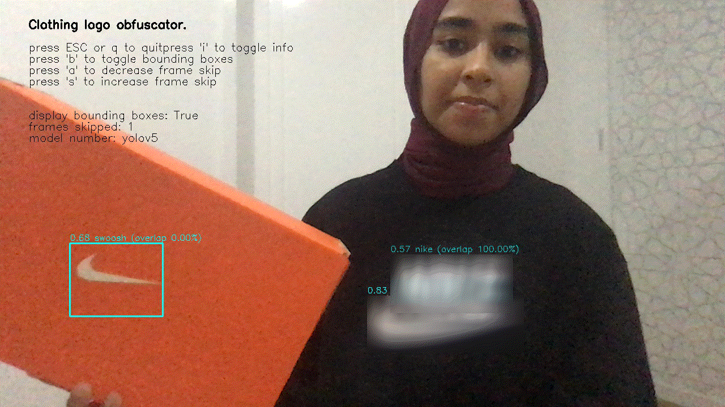 Clothing logo obfuscator.
press ESC or q to quitpress 'i' to toggle info
press 'b' to toggle bounding boxes
press 'a' to decrease frame skip
press 's' to increase frame skip
display bounding boxes: True
frames skipped: 1
model number: yolov5
0.68 swoosh (overlap 0.00%)
0.57 nike (overlap 100.00%)
0.83